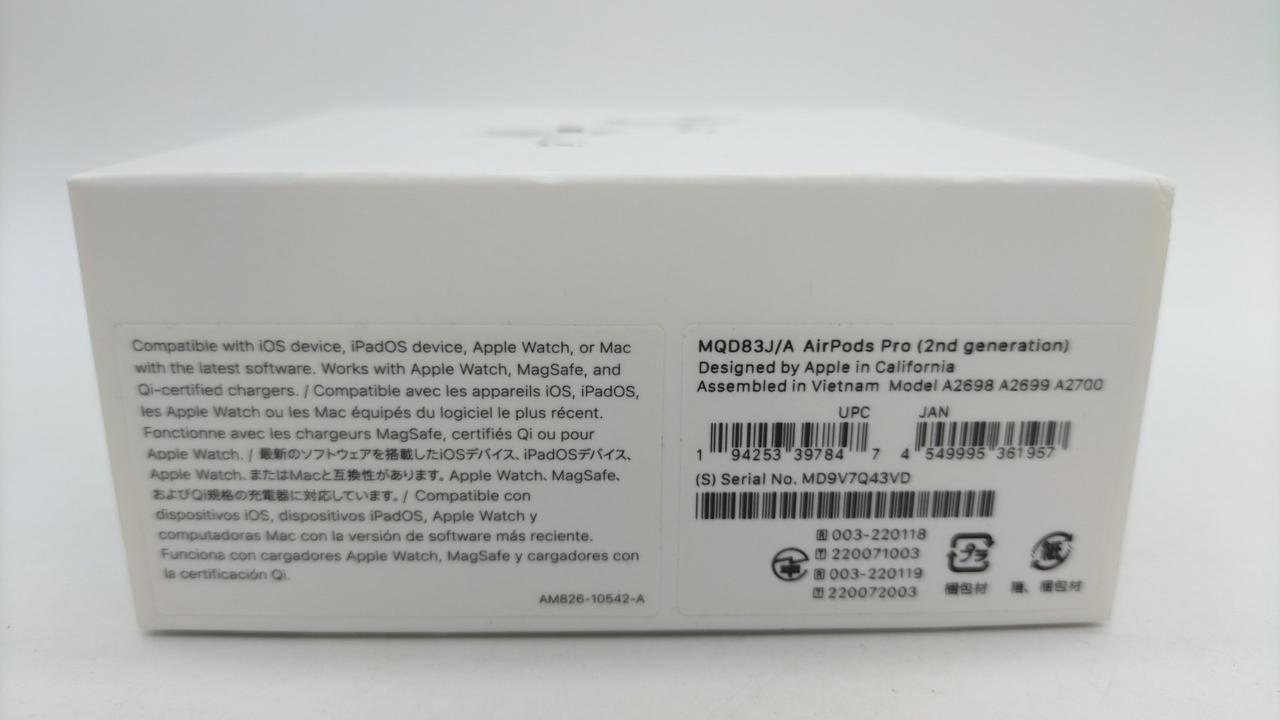 Compatible with iOS device, iPadOS device, Apple Watch, or Mac
with the latest software. Works with Apple Watch, MagSafe, and
Qi-certified chargers. / Compatible avec les appareils iOS, iPadOS,
les Apple Watch ou les Mac équipés du logiciel le plus récent.
Fonctionne avec les chargeurs MagSafe, certifiés Qi ou pour
Apple Watch. / 最新のソフトウェアを搭載したiOSデバイス、iPadOSデバイス、
Apple Watch、またはMacと互換性があります。Apple Watch、MagSafe、
およびQi規格の充電器に対応しています。/ Compatible con
dispositivos iOS, dispositivos iPadOS, Apple Watch y
computadoras Mac con la versión de software más reciente.
Funciona con cargadores Apple Watch, MagSafe y cargadores con
la certificación Qi.
AM826-10542-A
MQD83J/A AirPods Pro (2nd generation)
Designed by Apple in California
Assembled in Vietnam Model A2698 A2699 A2700
UPC JAN
1 94253 39784 7 4 549995 361957
(S) Serial No. MD9V7Q43VD
R 003-220118
T 220071003
R 003-220119
T 220072003
プラ 紙
梱包材 箱、梱包材